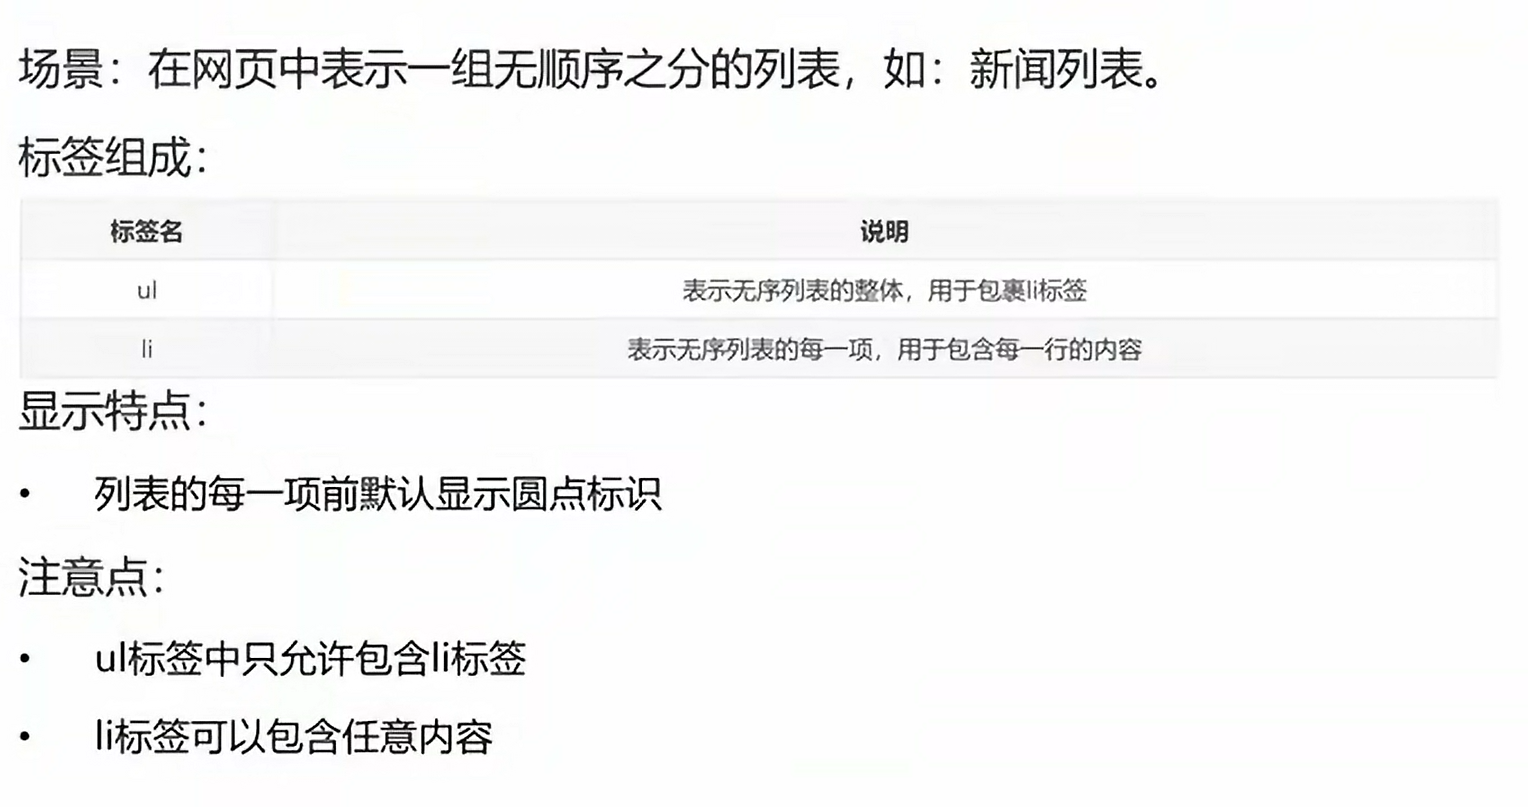 场景：在网页中表示一组无顺序之分的列表，如：新闻列表。
标签组成：
标签名 说明
ul 表示无序列表的整体，用于包裹li标签
li 表示无序列表的每一项，用于包含每一行的内容
显示特点：
• 列表的每一项前默认显示圆点标识
注意点：
• ul标签中只允许包含li标签
• li标签可以包含任意内容